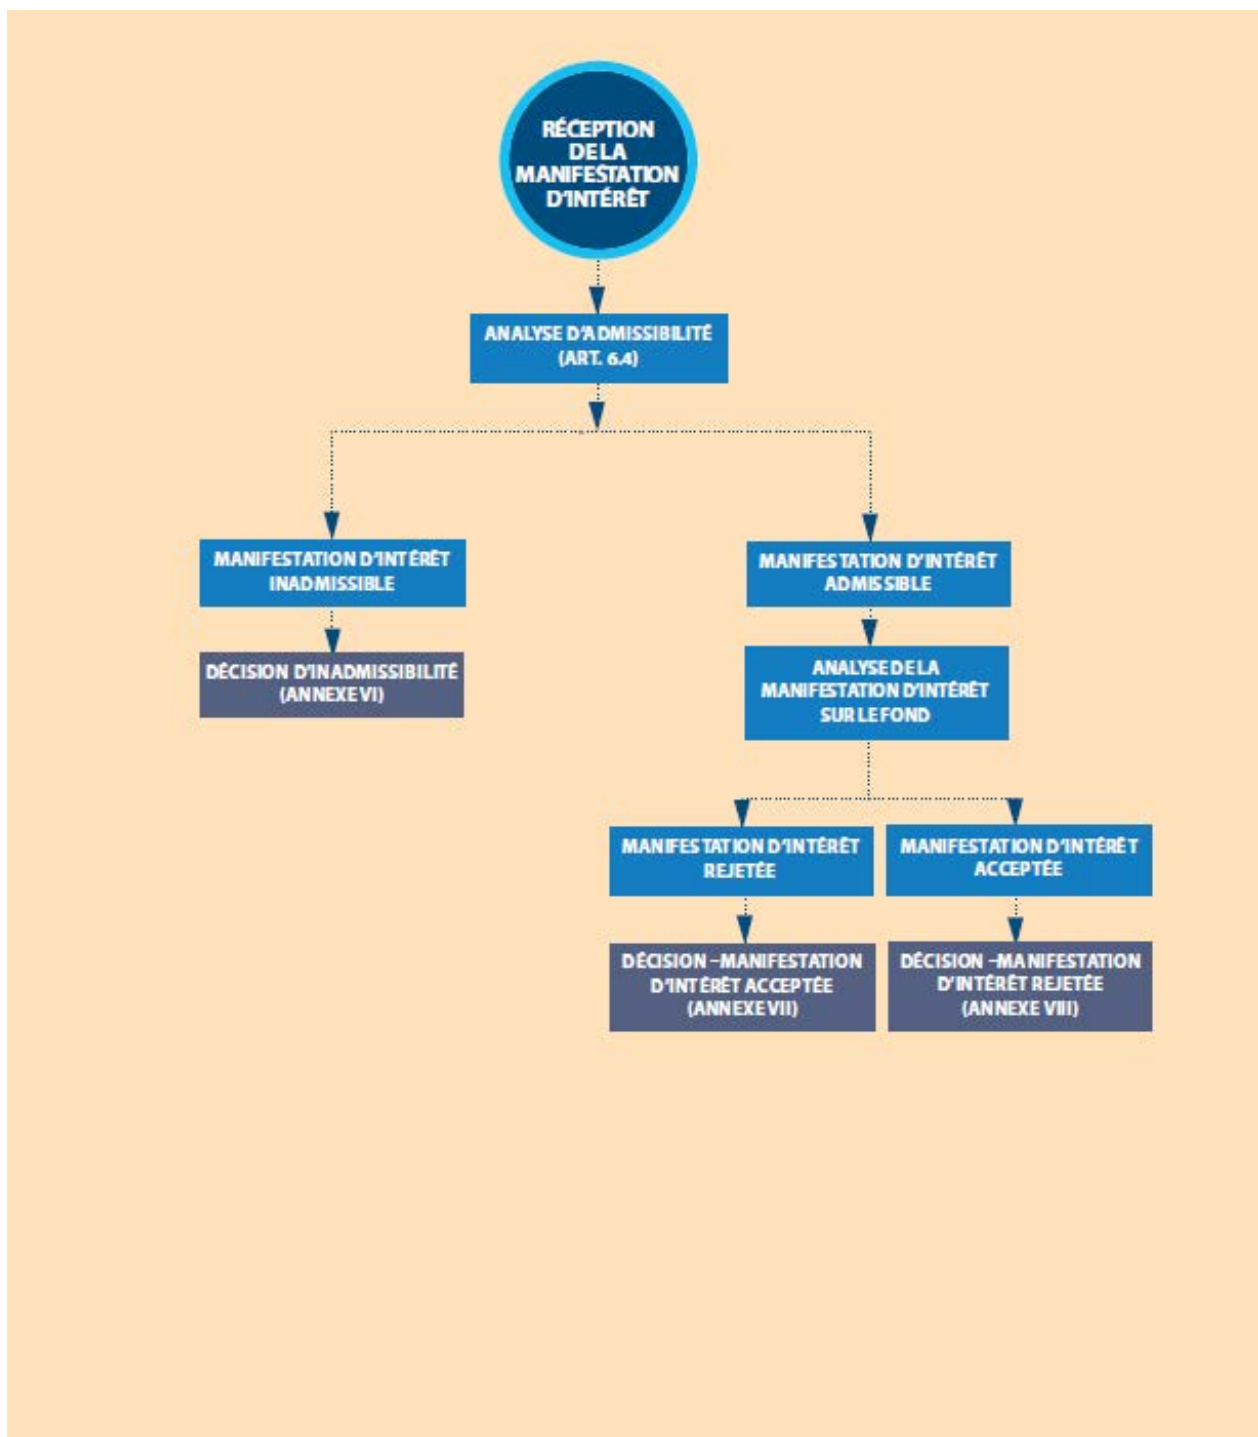 RÉCEPTION
DE LA
MANIFESTATION
D'INTÉRÊT
ANALYSE D'ADMISSIBILITÉ
(ART. 6.4)
MANIFESTATION D'INTÉRÊT
INADMISSIBLE
MANIFESTATION D'INTÉRÊT
ADMISSIBLE
DÉCISION D'INADMISSIBILITÉ
(ANNEXE VI)
ANALYSE DE LA
MANIFESTATION D'INTÉRÊT
SUR LE FOND
MANIFESTATION D'INTÉRÊT
REJETÉE
MANIFESTATION D'INTÉRÊT
ACCEPTÉE
DÉCISION –MANIFESTATION
D'INTÉRÊT ACCEPTÉE
(ANNEXE VII)
DÉCISION –MANIFESTATION
D'INTÉRÊT REJETÉE
(ANNEXE VIII)